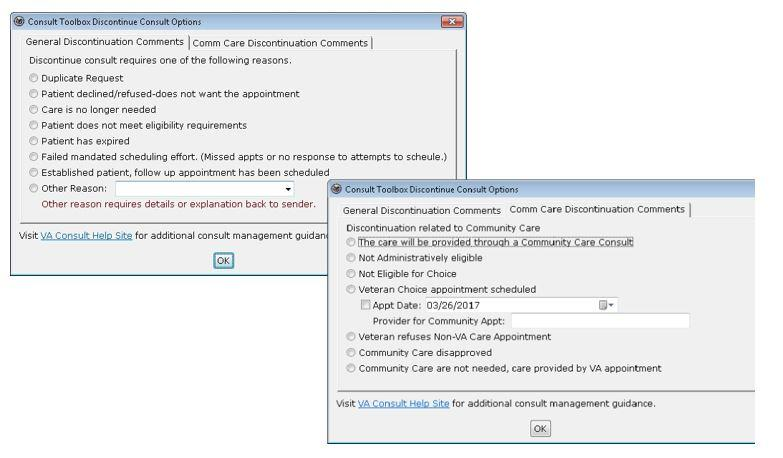 Consult Toolbox Discontinue Consult Options
General Discontinuation Comments
Comm Care Discontinuation Comments
Discontinue consult requires one of the following reasons.
Duplicate Request
Patient declined/refused-does not want the appointment
Care is no longer needed
Patient does not meet eligibility requirements
Patient has expired
Failed mandated scheduling effort. (Missed appts or no response to attempts to scheule.)
Established patient, follow up appointment has been scheduled
Other Reason:
Other reason requires details or explanation back to sender.
Visit VA Consult Help Site for additional consult management guidanc
OK
Consult Toolbox Discontinue Consult Options
General Discontinuation Comments
Comm Care Discontinuation Comments
Discontinuation related to Community Care
The care will be provided through a Community Care Consult
Not Administratively eligible
Not Eligible for Choice
Veteran Choice appointment scheduled
Appt Date: 03/26/2017
Provider for Community Appt:
Veteran refuses Non-VA Care Appointment
Community Care disapproved
Community Care are not needed, care provided by VA appointment
Visit VA Consult Help Site for additional consult management guidance.
OK